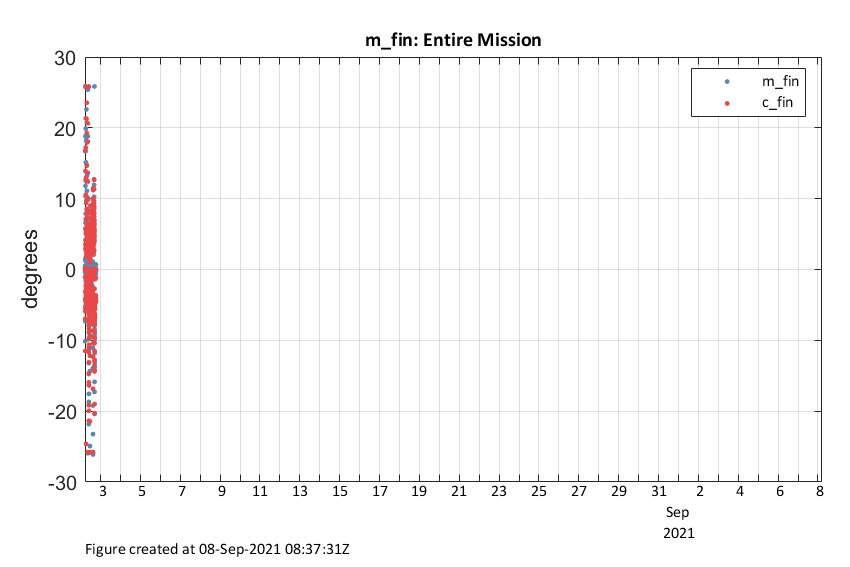 m_fin: Entire Mission
30
20
10
0
-10
-20
-30
degrees
m_fin
c_fin
3 5 7 9 11 13 15 17 19 21 23 25 27 29 31 2 4 6 8
Sep
2021
Figure created at 08-Sep-2021 08:37:31Z